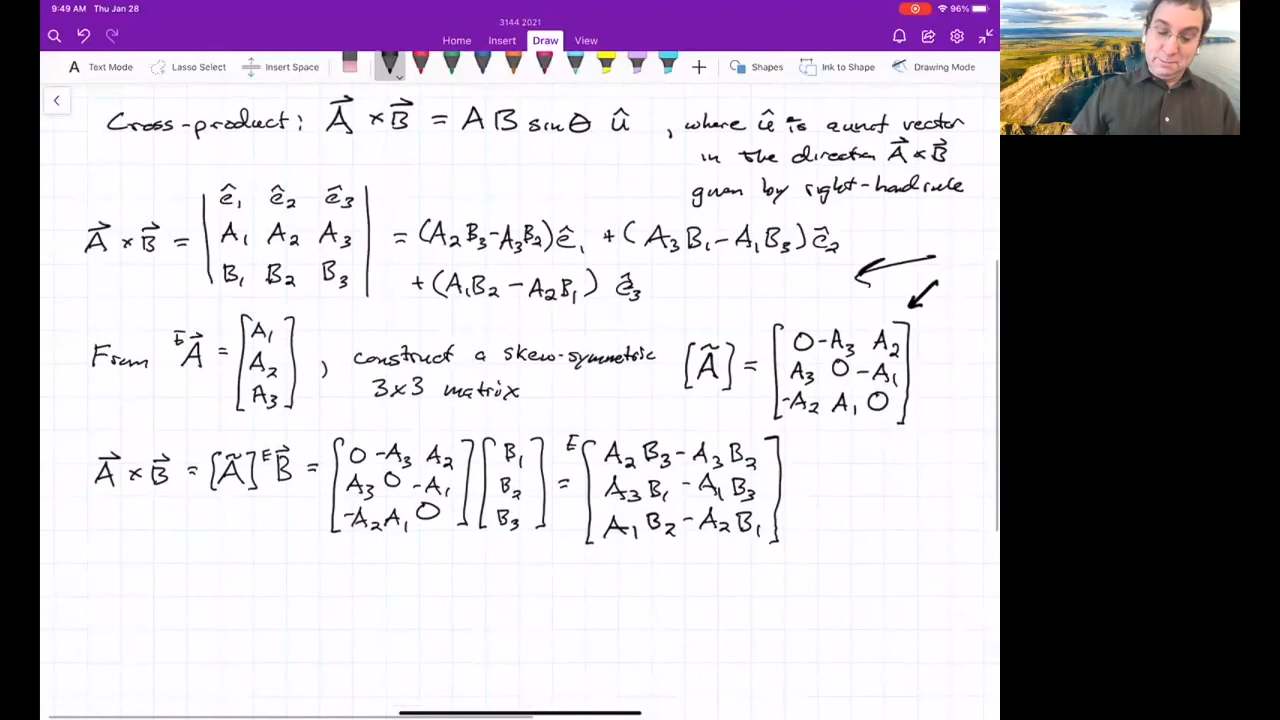 9:49 AM Thu Jan 28
96%
3144 2021
Home Insert Draw View
Text Mode Lasso Select Insert Space + Shapes Ink to Shape Drawing Mode
Cross-product: A⃗ × B⃗ = A B sin θ û , where û is a unit vector
in the direction A⃗ × B⃗
given by right-hand rule
A⃗ × B⃗ = | ê₁ ê₂ ê₃ | = (A₂B₃ - A₃B₂) ê₁ + (A₃B₁ - A₁B₃) ê₂
| A₁ A₂ A₃ |
| B₁ B₂ B₃ | + (A₁B₂ - A₂B₁) ê₃
From ᴱA⃗ = [A₁ A₂ A₃] , construct a skew-symmetric [Ã] = [0 -A₃ A₂
3x3 matrix A₃ 0 -A₁
-A₂ A₁ 0]
A⃗ × B⃗ = [Ã] ᴱB⃗ = [0 -A₃ A₂ [B₁ = ᴱ[A₂B₃ - A₃B₂
A₃ 0 -A₁ B₂ A₃B₁ - A₁B₃
-A₂ A₁ 0] B₃] A₁B₂ - A₂B₁]